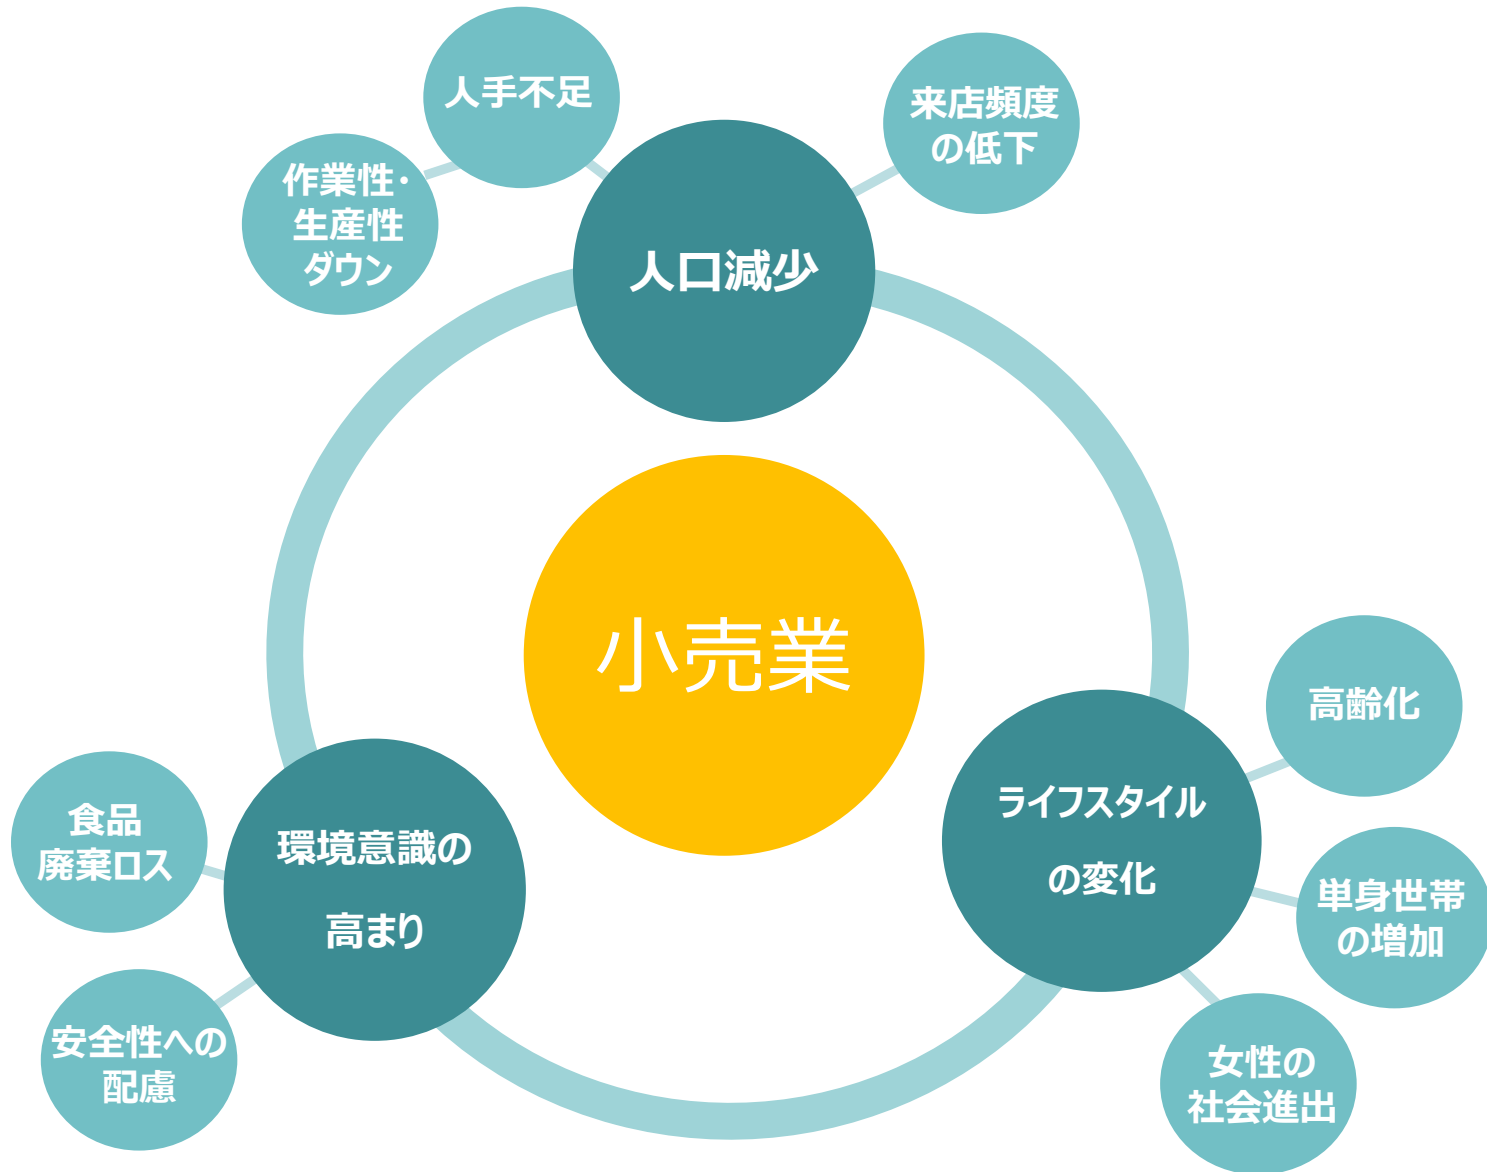 人手不足
来店頻度
の低下
作業性・
生産性
ダウン
人口減少
小売業
高齢化
ライフスタイル
の変化
単身世帯
の増加
女性の
社会進出
環境意識の
高まり
食品
廃棄ロス
安全性への
配慮